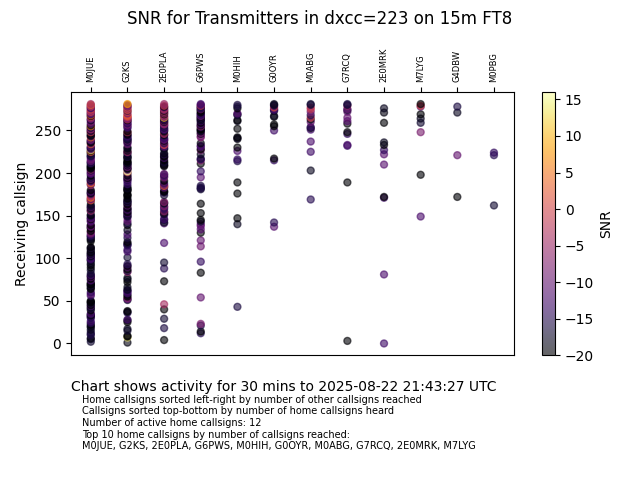 SNR for Transmitters in dxcc=223 on 15m FT8
M0JUE G2KS 2E0PLA G6PWS M0HIH G0OYR M0ABG G7RCQ 2E0MRK M7LYG G4DBW M0PBG
250
200
150
100
50
0
Receiving callsign
15
10
5
0
−5
−10
−15
−20
SNR
Chart shows activity for 30 mins to 2025-08-22 21:43:27 UTC
Home callsigns sorted left-right by number of other callsigns reached
Callsigns sorted top-bottom by number of home callsigns heard
Number of active home callsigns: 12
Top 10 home callsigns by number of callsigns reached:
M0JUE, G2KS, 2E0PLA, G6PWS, M0HIH, G0OYR, M0ABG, G7RCQ, 2E0MRK, M7LYG